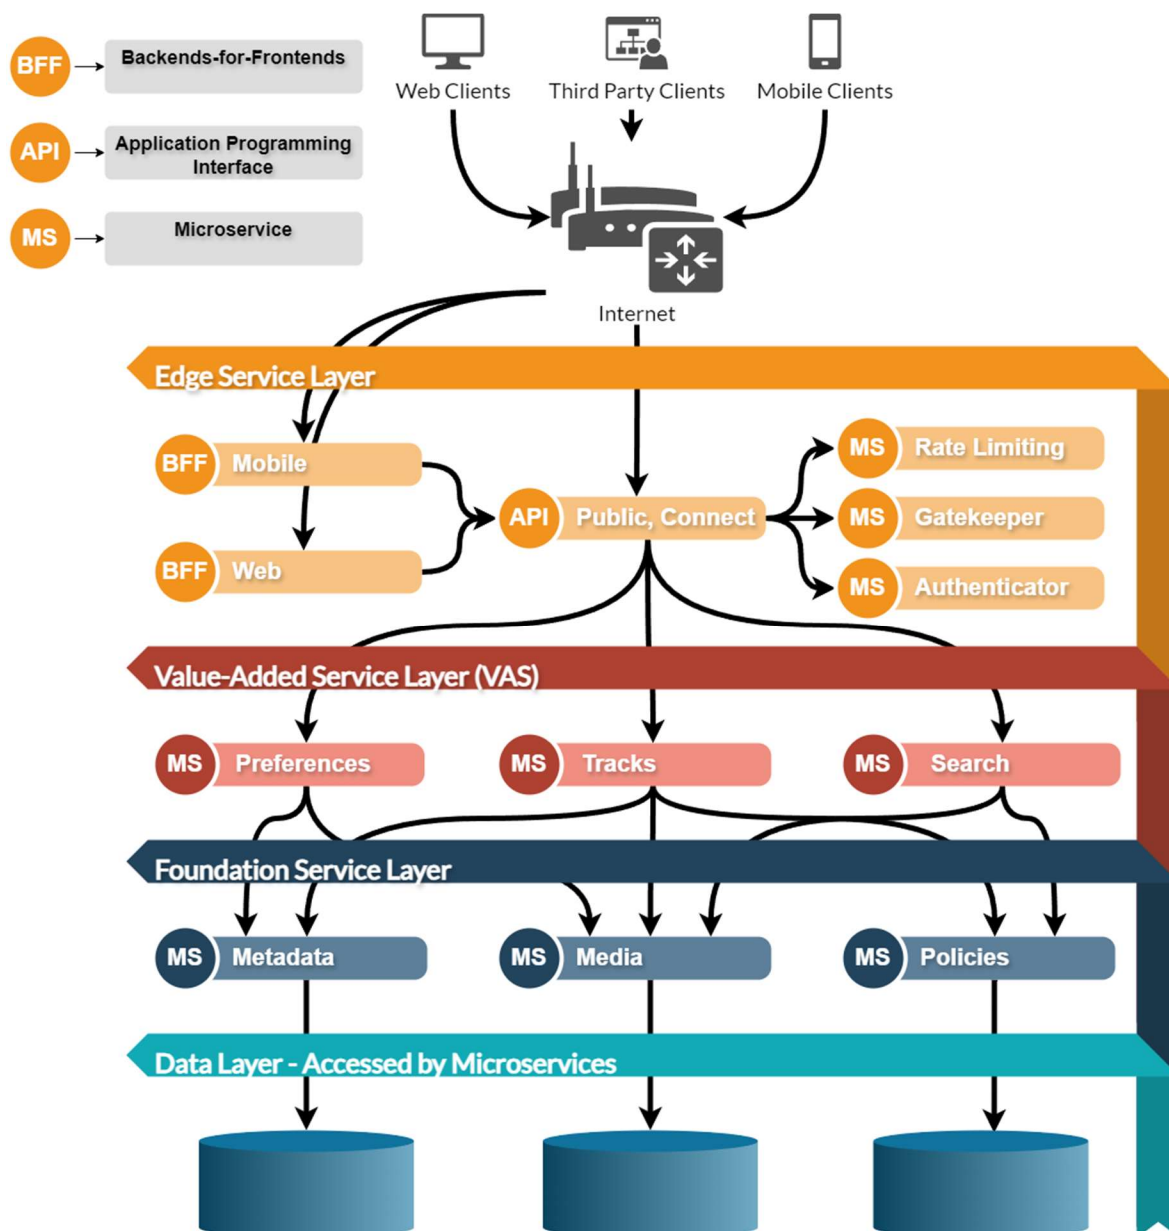 BFF
Backends-for-Frontends
API
Application Programming
Interface
MS
Microservice
Web Clients
Third Party Clients
Mobile Clients
Internet
Edge Service Layer
BFF Mobile
BFF Web
API Public, Connect
MS Rate Limiting
MS Gatekeeper
MS Authenticator
Value-Added Service Layer (VAS)
MS Preferences
MS Tracks
MS Search
Foundation Service Layer
MS Metadata
MS Media
MS Policies
Data Layer - Accessed by Microservices